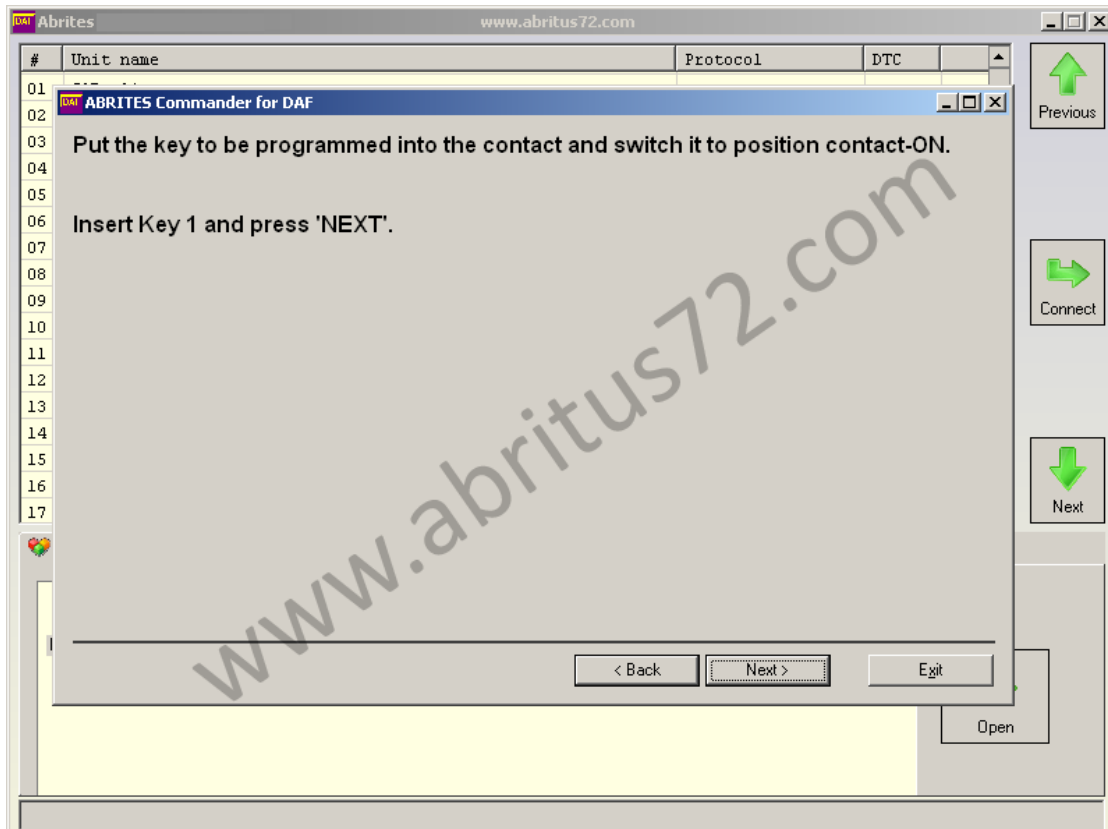 DAF Abrites www.abritus72.com
# Unit name Protocol DTC
01
02
03
04
05
06
07
08
09
10
11
12
13
14
15
16
17
Previous
Connect
Next
DAF ABRITES Commander for DAF
Put the key to be programmed into the contact and switch it to position contact-ON.
Insert Key 1 and press 'NEXT'.
www.abritus72.com
< Back Next > Exit
Open